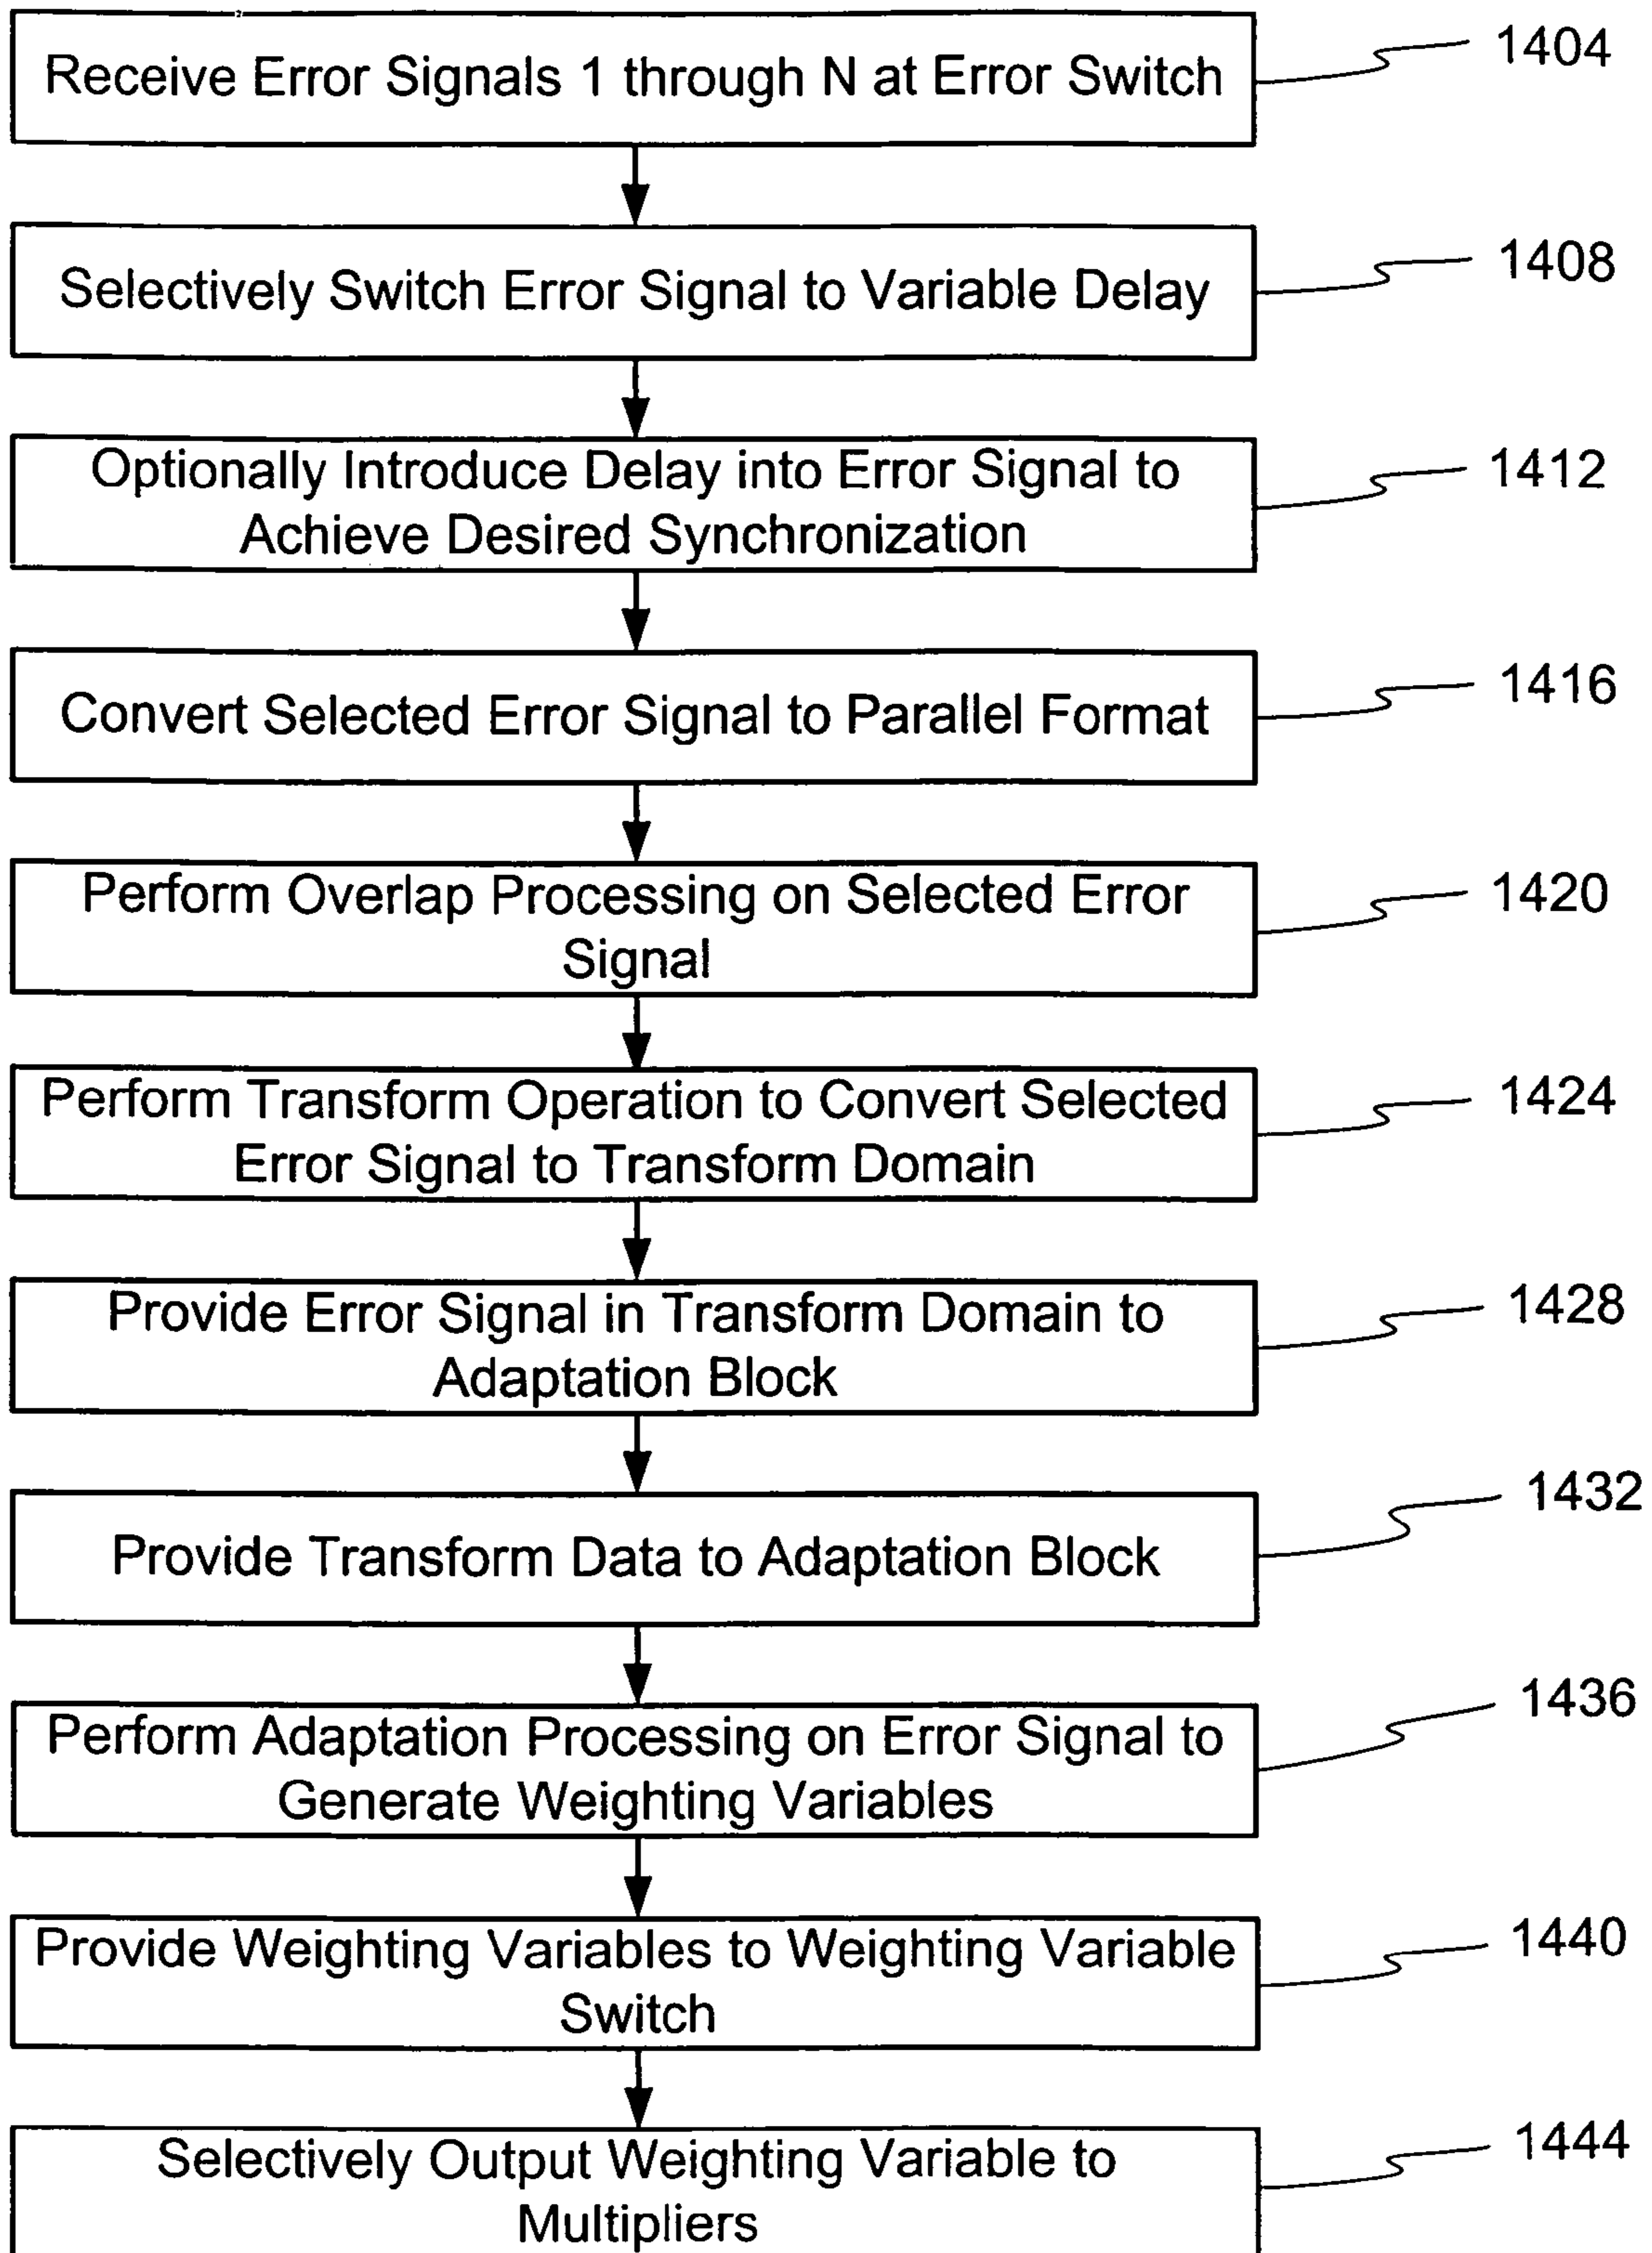 Receive Error Signals 1 through N at Error Switch
1404
Selectively Switch Error Signal to Variable Delay
1408
Optionally Introduce Delay into Error Signal to
Achieve Desired Synchronization
1412
Convert Selected Error Signal to Parallel Format
1416
Perform Overlap Processing on Selected Error
Signal
1420
Perform Transform Operation to Convert Selected
Error Signal to Transform Domain
1424
Provide Error Signal in Transform Domain to
Adaptation Block
1428
Provide Transform Data to Adaptation Block
1432
Perform Adaptation Processing on Error Signal to
Generate Weighting Variables
1436
Provide Weighting Variables to Weighting Variable
Switch
1440
Selectively Output Weighting Variable to
Multipliers
1444